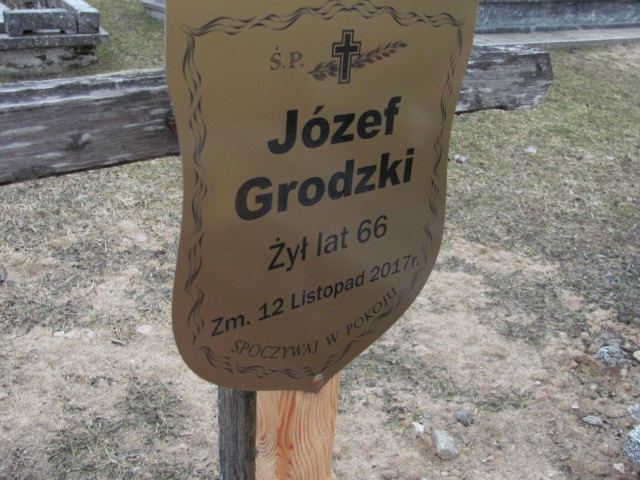 Ś.P.
Józef
Grodzki
Żył lat 66
Zm. 12 Listopad 2017r.
SPOCZYWAJ W POKOJU